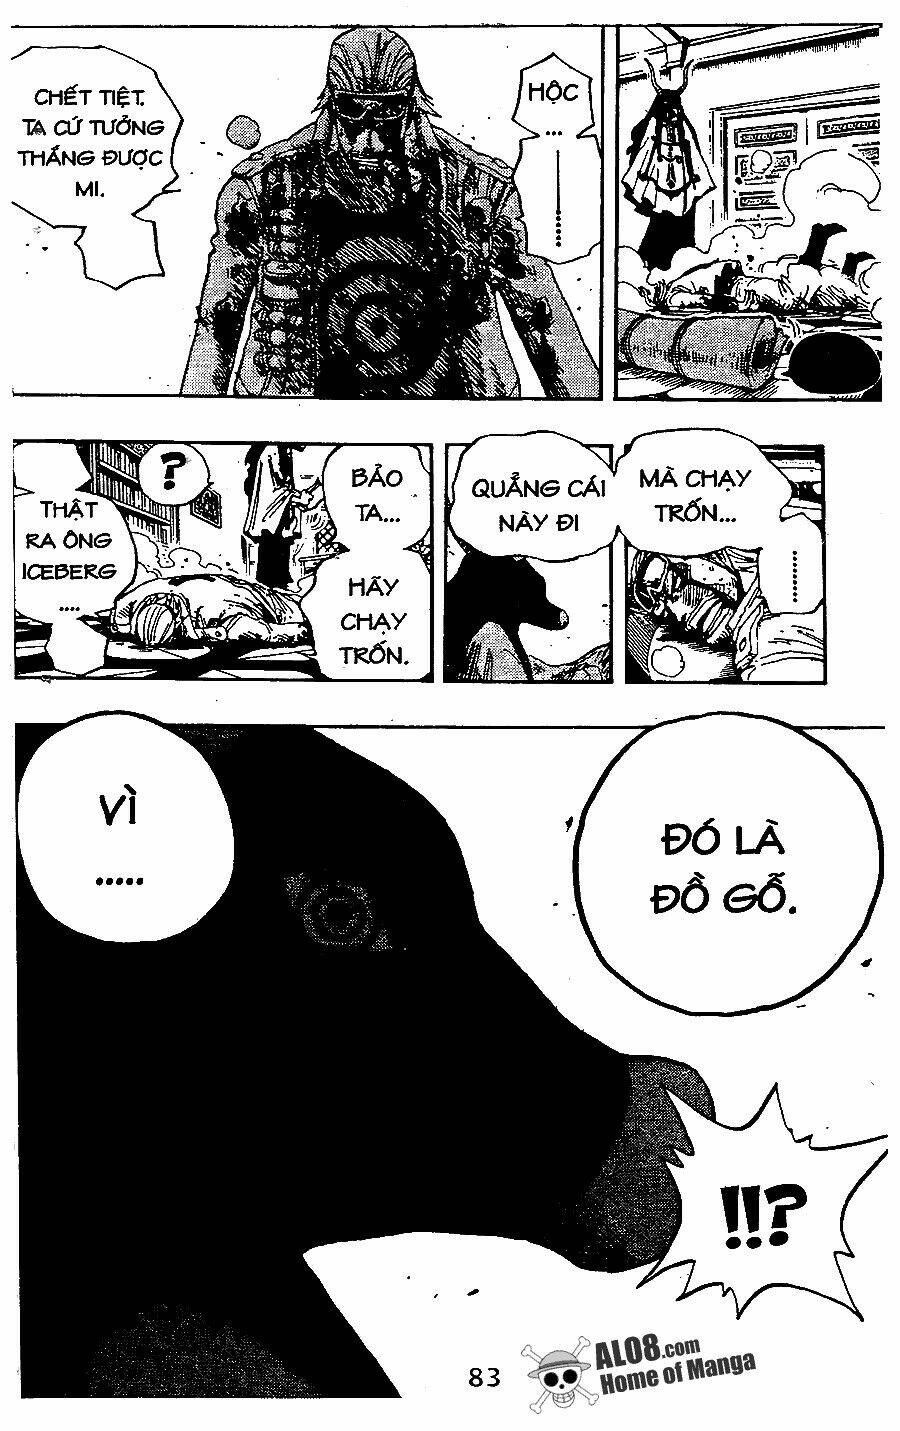 CHẾT TIỆT.
TA CỨ TƯỞNG
THẮNG ĐƯỢC
MI.
HỘC
...
.........
THẬT
RA ÔNG
ICEBERG
....
?
BẢO
TA...
HÃY
CHẠY
TRỐN.
QUẲNG CÁI
NÀY ĐI
MÀ CHẠY
TRỐN...
.........
VÌ
.....
ĐÓ LÀ
ĐỒ GỖ.
!!?
83
ALO8.com
Home of Manga